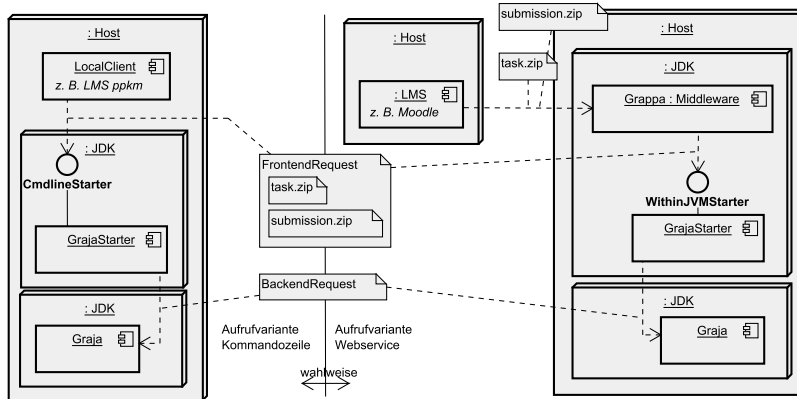 : Host
LocalClient
z. B. LMS ppkm
: JDK
CmdlineStarter
GrajaStarter
: JDK
Graja
FrontendRequest
task.zip
submission.zip
BackendRequest
Aufrufvariante
Kommandozeile
Aufrufvariante
Webservice
wahlweise
: Host
: LMS
z. B. Moodle
submission.zip
task.zip
: Host
: JDK
Grappa : Middleware
WithinJVMStarter
GrajaStarter
: JDK
Graja